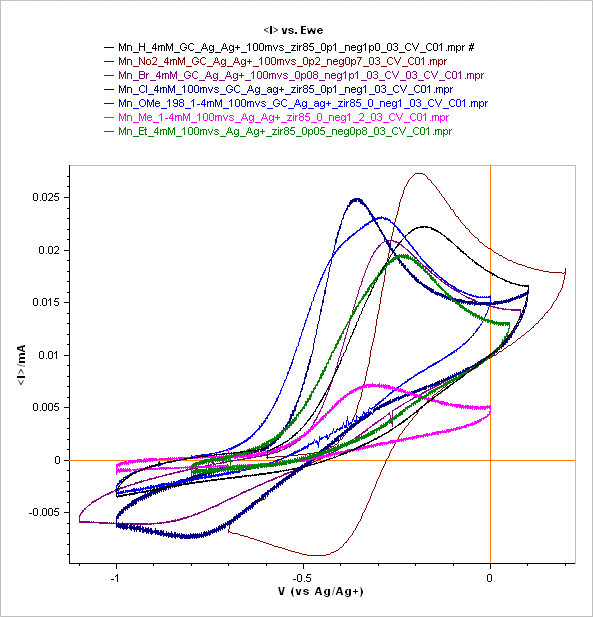 <I> vs. Ewe
Mn_H_4mM_GC_Ag_Ag+_100mvs_zir85_0p1_neg1p0_03_CV_C01.mpr #
Mn_No2_4mM_GC_Ag_Ag+_100mvs_0p2_neg0p7_03_CV_C01.mpr
Mn_Br_4mM_GC_Ag_Ag+_100mvs_0p08_neg1p1_03_CV_03_CV_C01.mpr
Mn_Cl_4mM_100mvs_GC_Ag_ag+_zir85_0p1_neg1_03_CV_C01.mpr
Mn_OMe_198_1-4mM_100mvs_GC_Ag_ag+_zir85_0_neg1_03_CV_C01.mpr
Mn_Me_1-4mM_100mvs_Ag_Ag+_zir85_0_neg1_2_03_CV_C01.mpr
Mn_Et_4mM_100mvs_Ag_Ag+_zir85_0p05_neg0p8_03_CV_C01.mpr
0.025
0.02
0.015
0.01
0.005
0
-0.005
<I>/mA
-1
-0.5
0
V (vs Ag/Ag+)